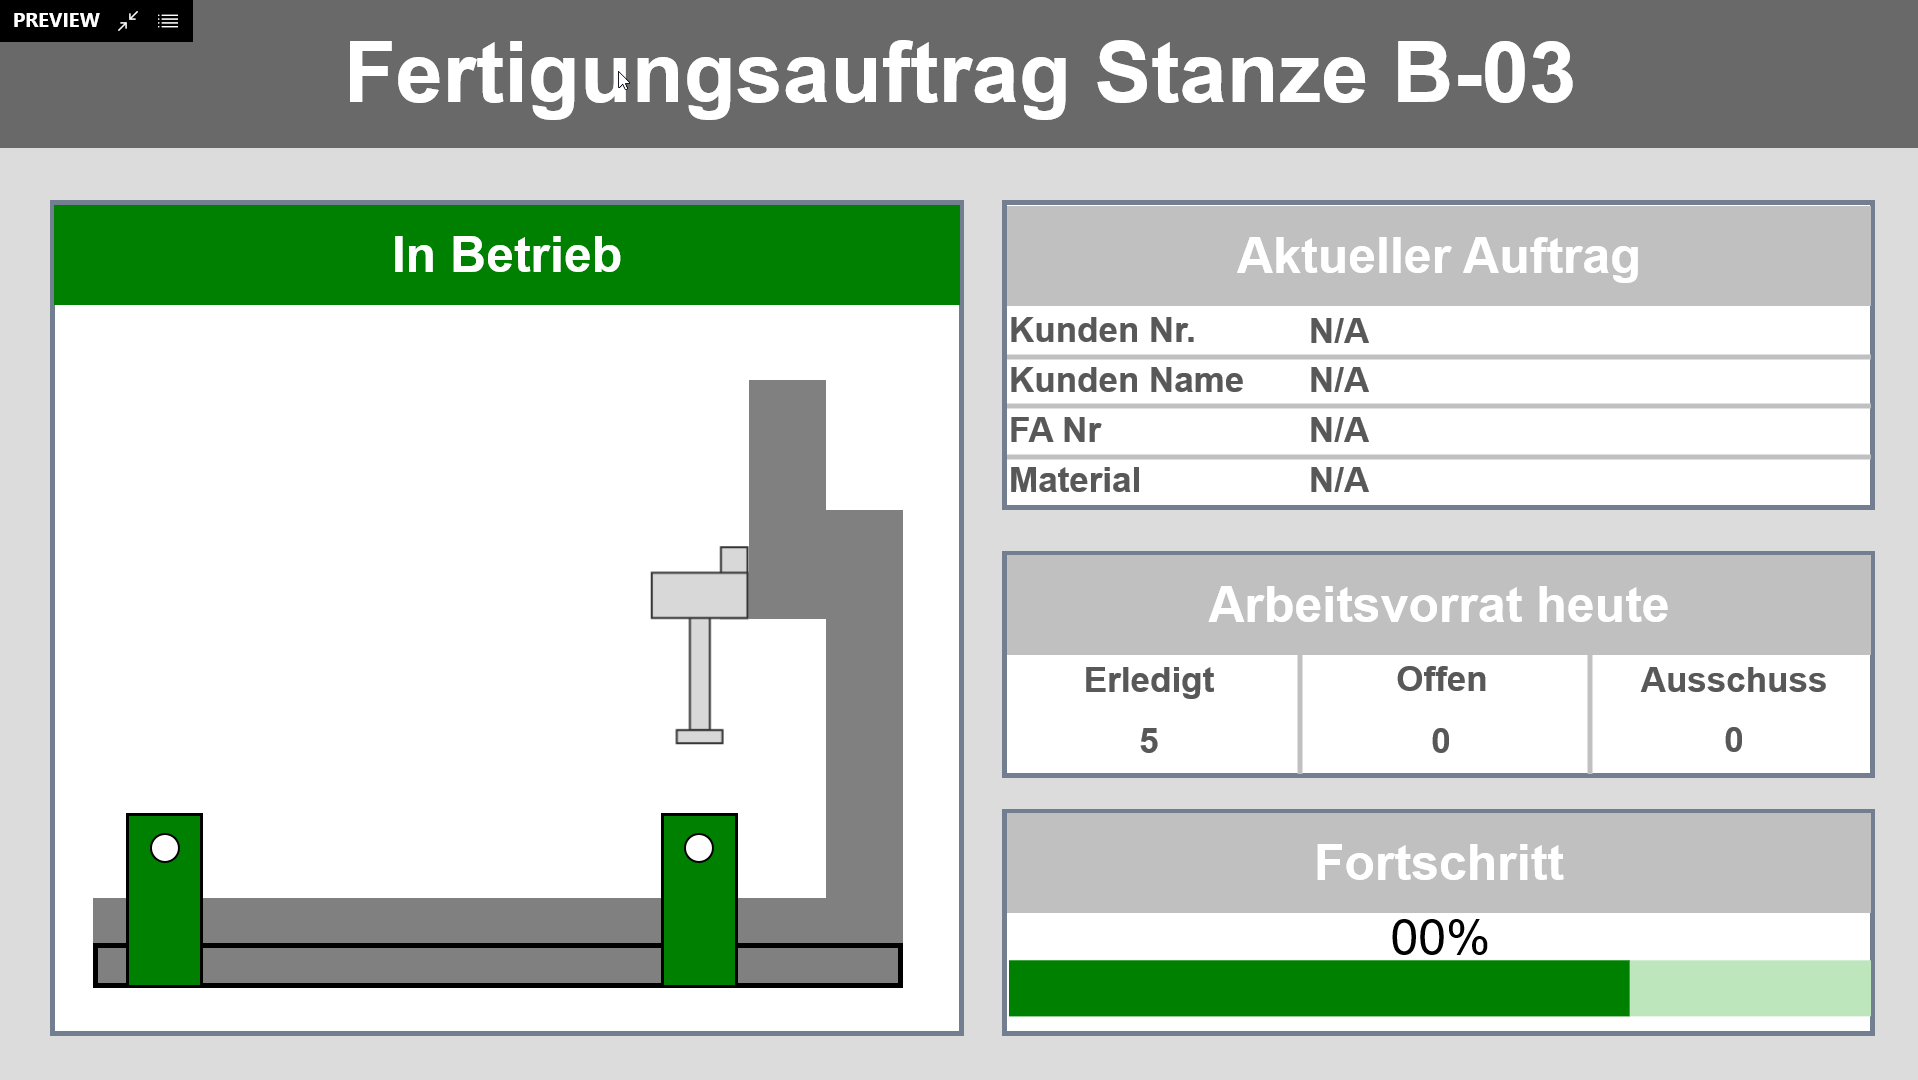 PREVIEW
Fertigungsauftrag Stanze B-03
In Betrieb
Aktueller Auftrag
Kunden Nr. N/A
Kunden Name N/A
FA Nr N/A
Material N/A
Arbeitsvorrat heute
Erledigt Offen Ausschuss
5 0 0
Fortschritt
00%